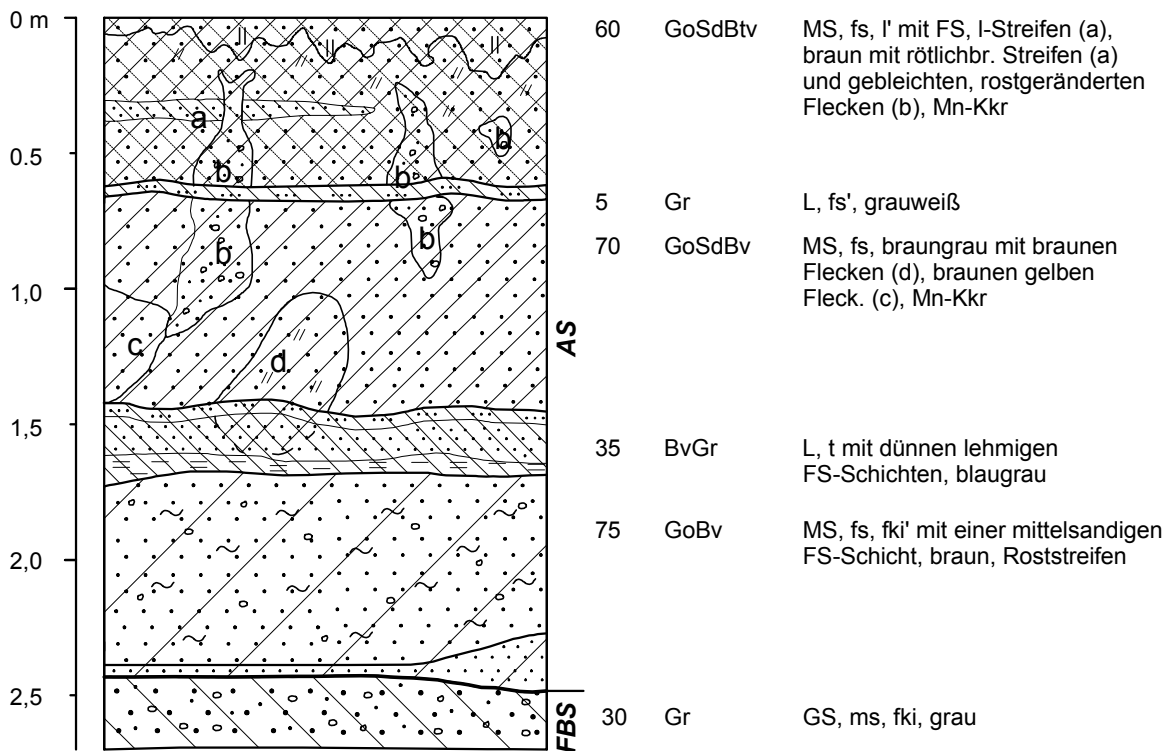 0 m
0.5
1,0
1,5
2,0
2,5
a
b
b
b
b
b
c
d
AS
FBS
60 GoSdBtv MS, fs, l' mit FS, l-Streifen (a),
braun mit rötlichbr. Streifen (a)
und gebleichten, rostgeränderten
Flecken (b), Mn-Kkr
5 Gr L, fs', grauweiß
70 GoSdBv MS, fs, braungrau mit braunen
Flecken (d), braunen gelben
Fleck. (c), Mn-Kkr
35 BvGr L, t mit dünnen lehmigen
FS-Schichten, blaugrau
75 GoBv MS, fs, fki' mit einer mittelsandigen
FS-Schicht, braun, Roststreifen
30 Gr GS, ms, fki, grau